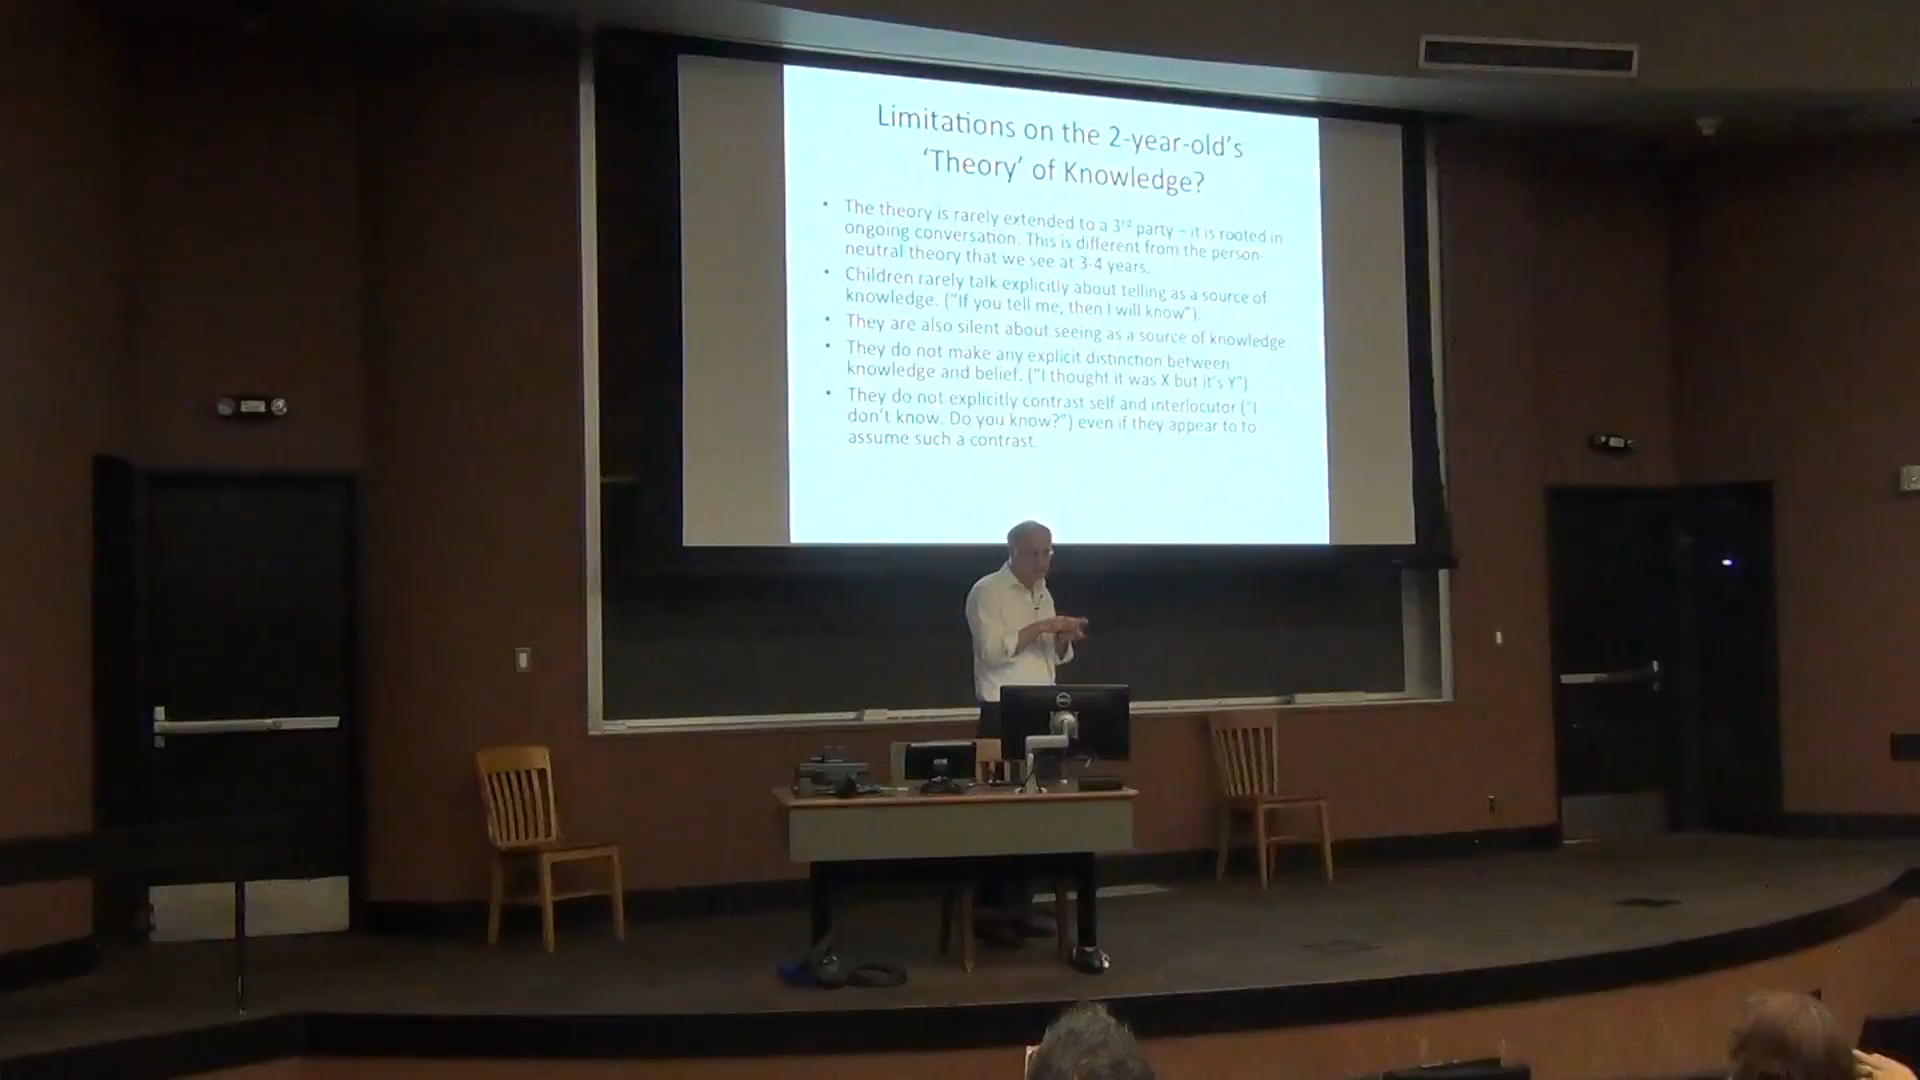 Limitations on the 2-year-old's
'Theory' of Knowledge?
• The theory is rarely extended to a 3rd party – it is rooted in
ongoing conversation. This is different from the person-
neutral theory that we see at 3-4 years.
• Children rarely talk explicitly about telling as a source of
knowledge. ("If you tell me, then I will know").
• They are also silent about seeing as a source of knowledge.
• They do not make any explicit distinction between
knowledge and belief. ("I thought it was X but it's Y")
• They do not explicitly contrast self and interlocutor ("I
don't know. Do you know?") even if they appear to to
assume such a contrast.